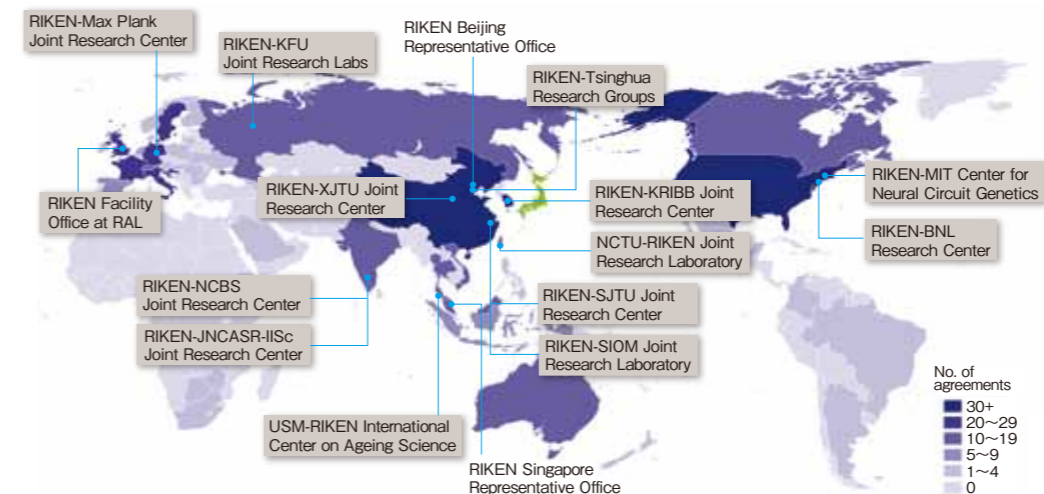 RIKEN-Max Plank
Joint Research Center
RIKEN-KFU
Joint Research Labs
RIKEN Beijing
Representative Office
RIKEN-Tsinghua
Research Groups
RIKEN Facility
Office at RAL
RIKEN-XJTU Joint
Research Center
RIKEN-KRIBB Joint
Research Center
RIKEN-MIT Center for
Neural Circuit Genetics
NCTU-RIKEN Joint
Research Laboratory
RIKEN-BNL
Research Center
RIKEN-NCBS
Joint Research Center
RIKEN-SJTU Joint
Research Center
RIKEN-JNCASR-IISc
Joint Research Center
RIKEN-SIOM Joint
Research Laboratory
USM-RIKEN International
Center on Ageing Science
RIKEN Singapore
Representative Office
No. of
agreements
30+
20～29
10～19
5～9
1～4
0